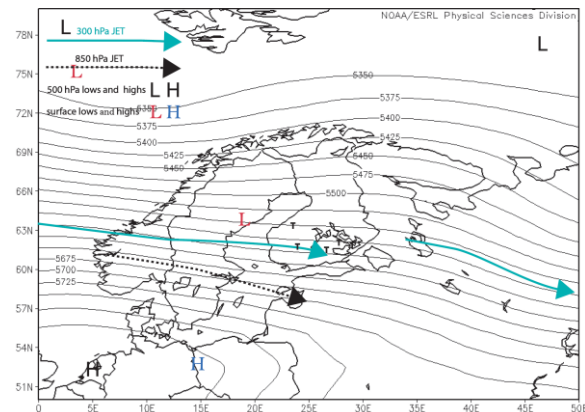 NOAA/ESRL Physical Sciences Division
78N
75N
72N
69N
66N
63N
60N
57N
54N
51N
0
5E
10E
15E
20E
25E
30E
35E
40E
45E
50E
L 300 hPa JET
850 hPa JET
L
500 hPa lows and highs L H
surface lows and highs L H
L
5350
5375
5400
5425
5450
5475
5500
5350
5375
5400
5425
5450
L
T
T
T
T
5675
5700
5725
H
H